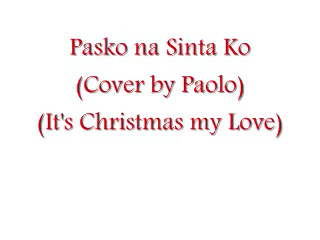 Pasko na Sinta Ko
(Cover by Paolo)
(It's Christmas my Love)